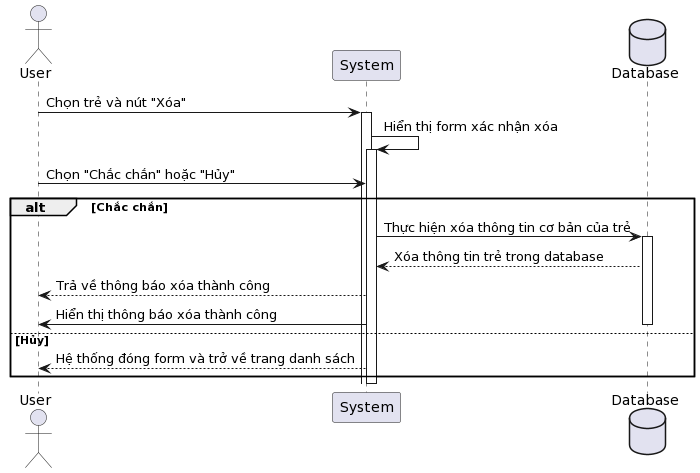 User
System
Database
Chọn trẻ và nút "Xóa"
Hiển thị form xác nhận xóa
Chọn "Chắc chắn" hoặc "Hủy"
alt [Chắc chắn]
Thực hiện xóa thông tin cơ bản của trẻ
Xóa thông tin trẻ trong database
Trả về thông báo xóa thành công
Hiển thị thông báo xóa thành công
[Hủy]
Hệ thống đóng form và trở về trang danh sách
User
System
Database